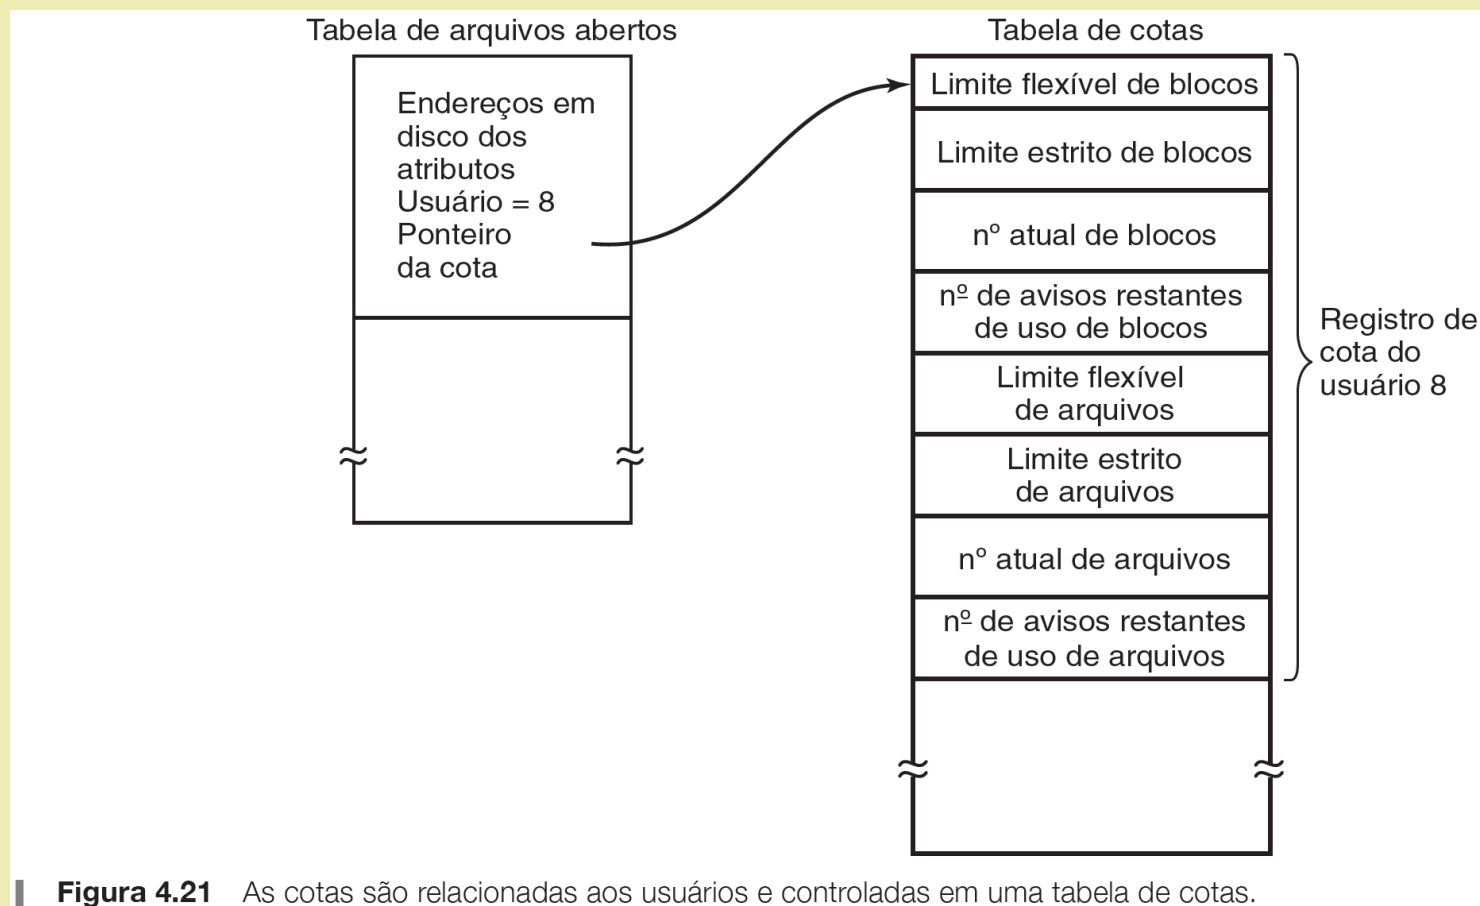 Tabela de arquivos abertos
Endereços em
disco dos
atributos
Usuário = 8
Ponteiro
da cota
Tabela de cotas
Limite flexível de blocos
Limite estrito de blocos
nº atual de blocos
nº de avisos restantes
de uso de blocos
Limite flexível
de arquivos
Limite estrito
de arquivos
nº atual de arquivos
nº de avisos restantes
de uso de arquivos
Registro de
cota do
usuário 8
Figura 4.21 As cotas são relacionadas aos usuários e controladas em uma tabela de cotas.